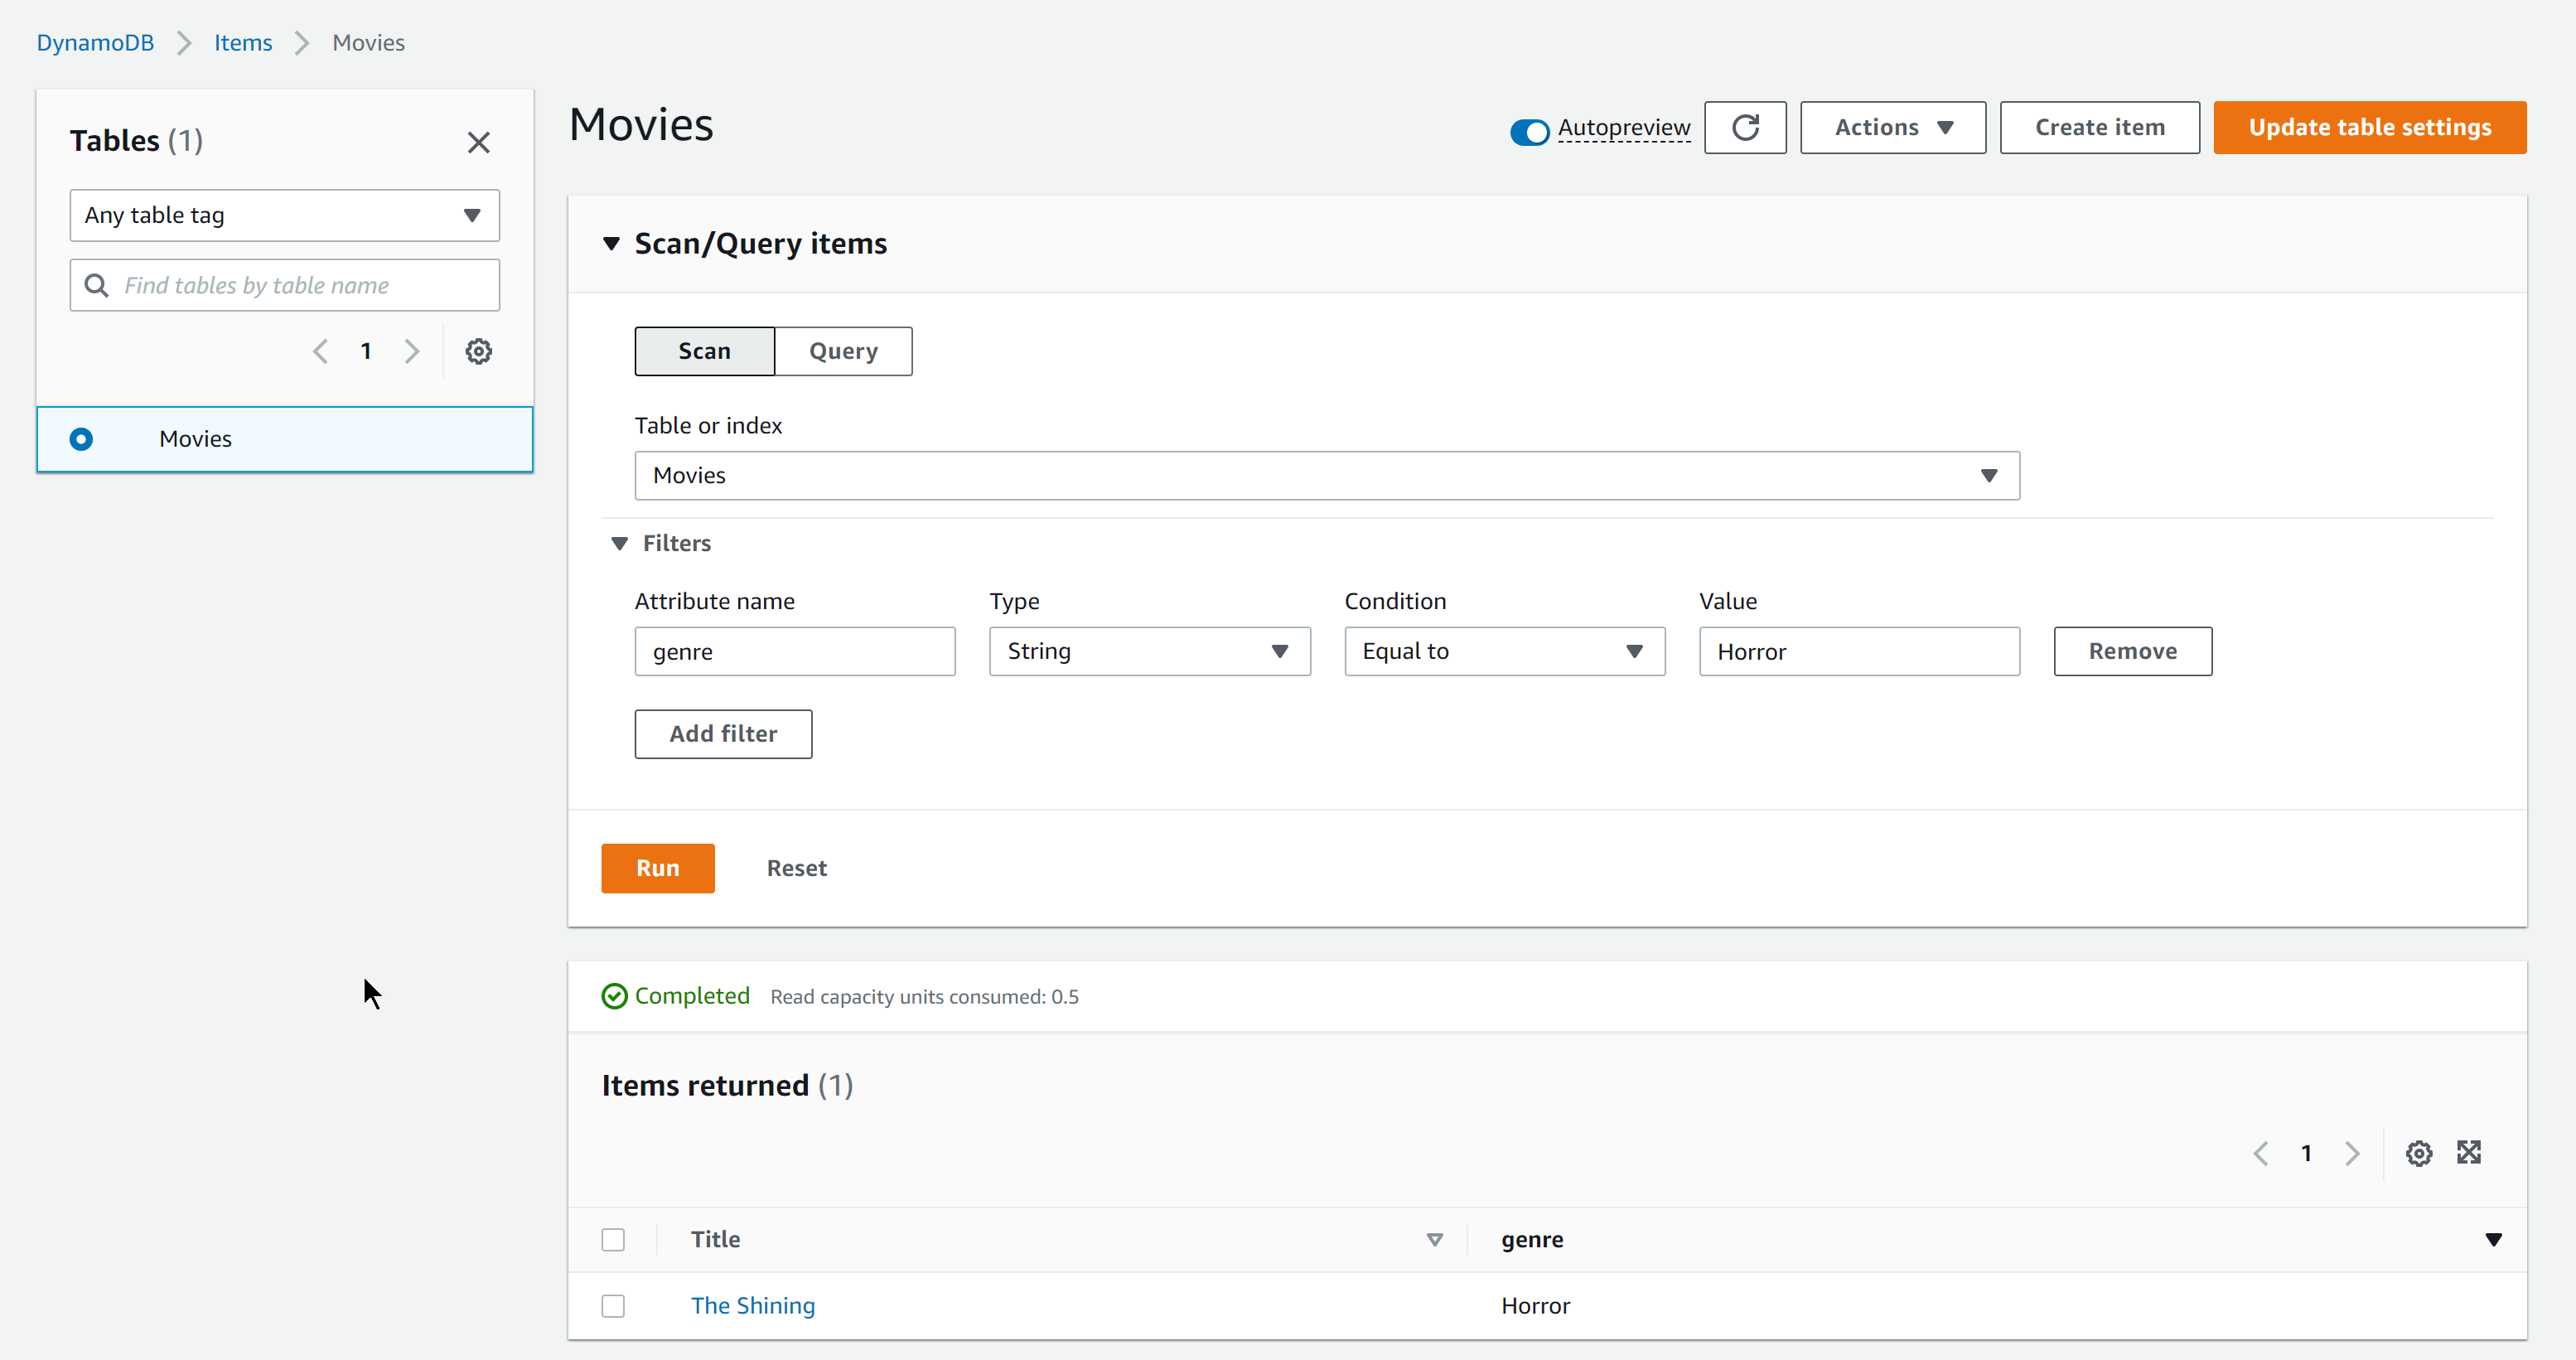 DynamoDB Items Movies
Tables (1)
Any table tag
Find tables by table name
1
Movies
Movies
Autopreview Actions Create item Update table settings
Scan/Query items
Scan Query
Table or index
Movies
Filters
Attribute name Type Condition Value
genre String Equal to Horror Remove
Add filter
Run Reset
Completed Read capacity units consumed: 0.5
Items returned (1)
1
Title genre
The Shining Horror